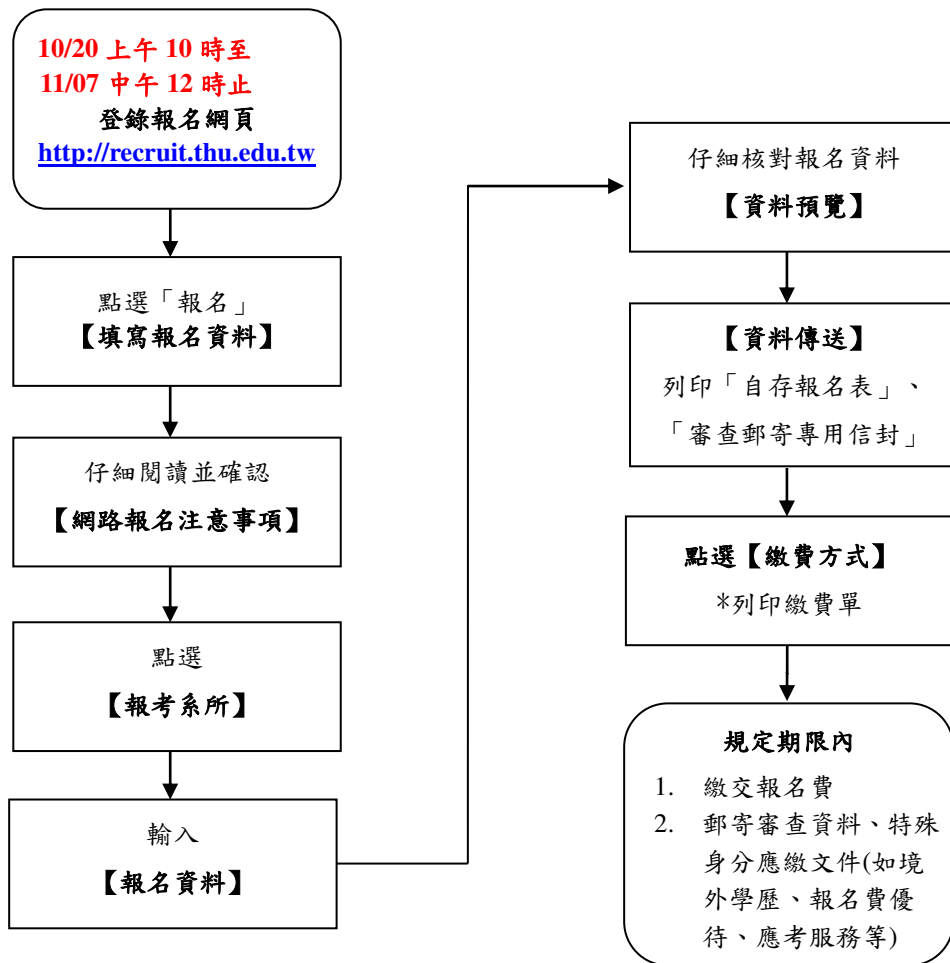 10/20 上午 10 時至
11/07 中午 12 時止
登錄報名網頁
http://recruit.thu.edu.tw
點選「報名」
【填寫報名資料】
仔細閱讀並確認
【網路報名注意事項】
點選
【報考系所】
輸入
【報名資料】
仔細核對報名資料
【資料預覽】
【資料傳送】
列印「自存報名表」、
「審查郵寄專用信封」
點選【繳費方式】
*列印繳費單
規定期限內
1. 繳交報名費
2. 郵寄審查資料、特殊
身分應繳文件(如境
外學歷、報名費優
待、應考服務等)